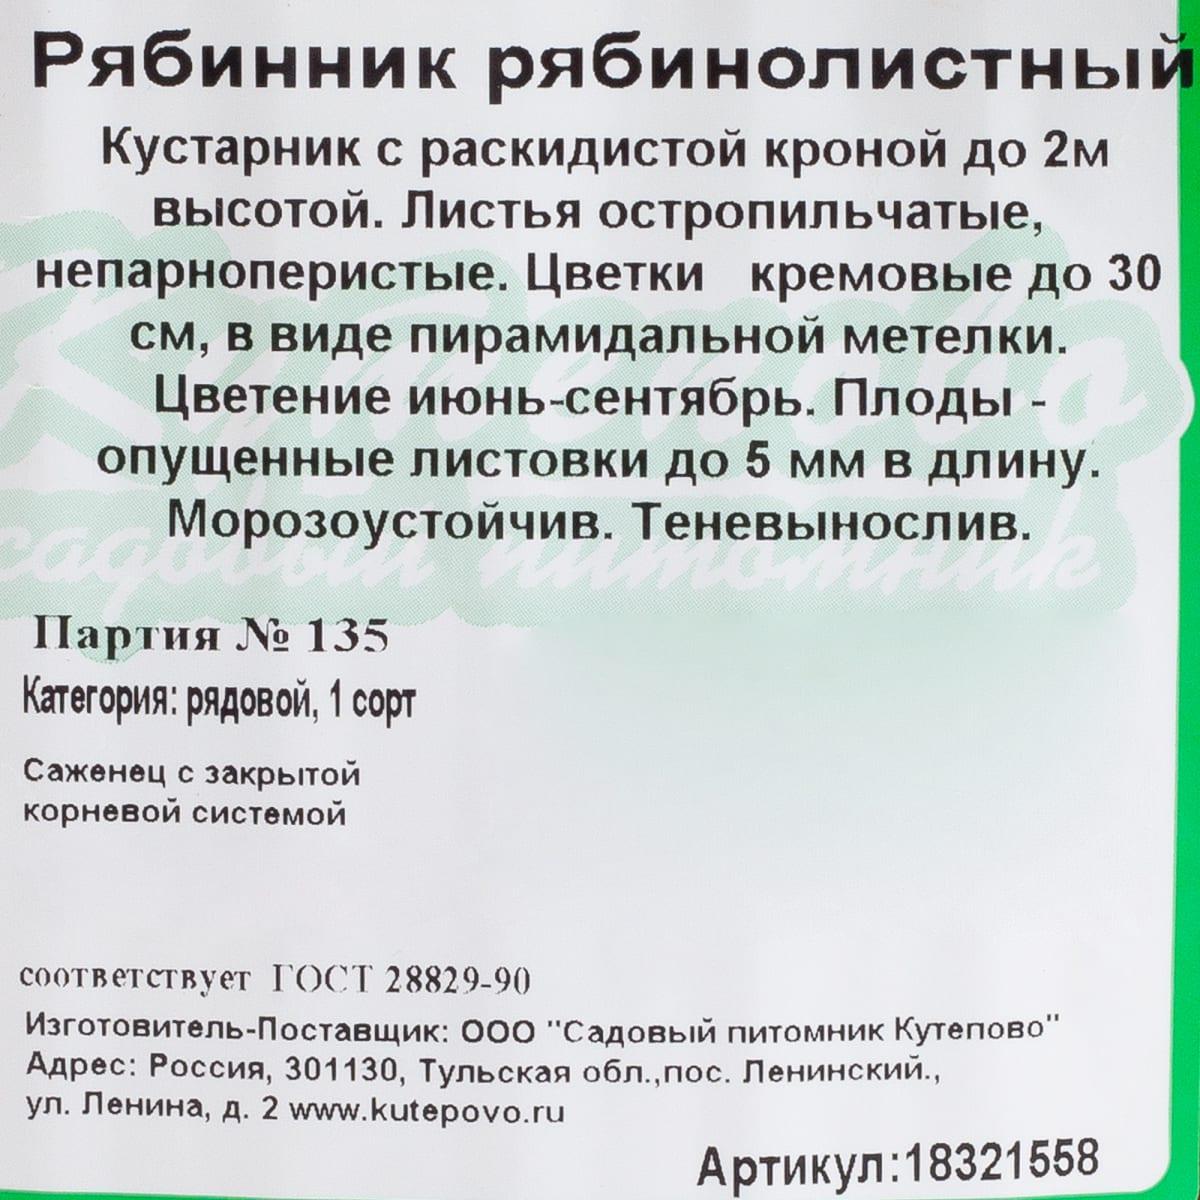 Рябинник рябинолистный
Кустарник с раскидистой кроной до 2м
высотой. Листья остропильчатые,
непарноперистые. Цветки кремовые до 30
см, в виде пирамидальной метелки.
Цветение июнь-сентябрь. Плоды -
опущенные листовки до 5 мм в длину.
Морозоустойчив. Теневынослив.
Кутепово
садовый питомник
Партия № 135
Категория: рядовой, 1 сорт
Саженец с закрытой
корневой системой
соответствует ГОСТ 28829-90
Изготовитель-Поставщик: ООО "Садовый питомник Кутепово"
Адрес: Россия, 301130, Тульская обл.,пос. Ленинский.,
ул. Ленина, д. 2 www.kutepovo.ru
Артикул:18321558